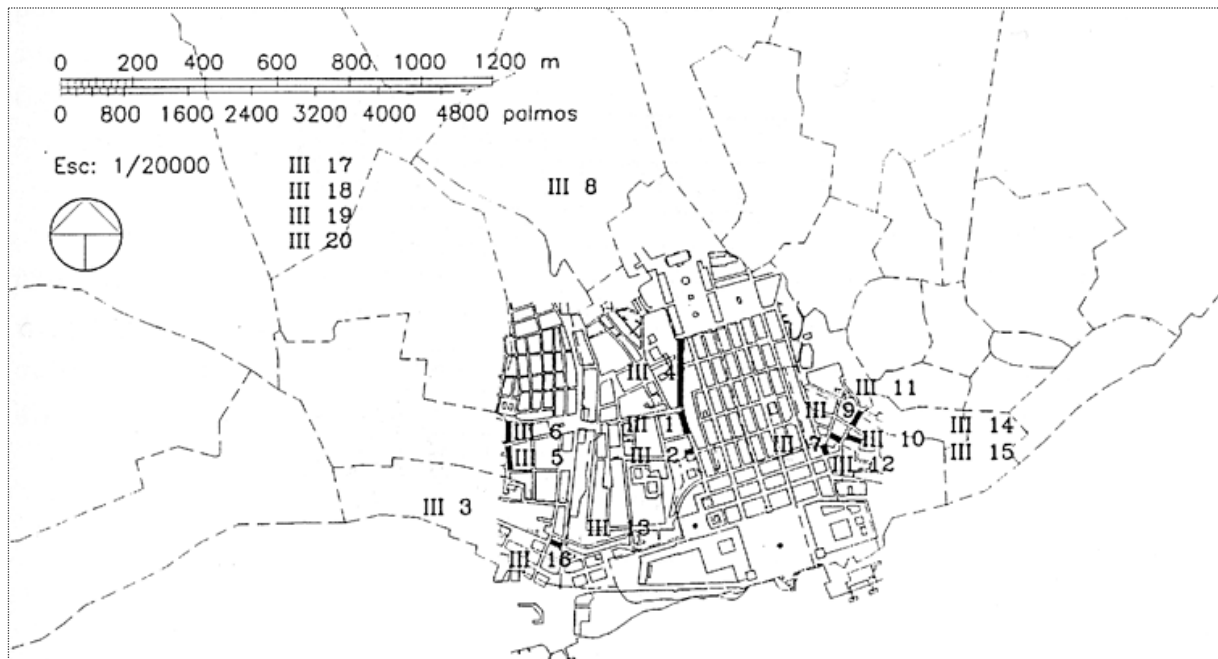 0 200 400 600 800 1000 1200 m
0 800 1600 2400 3200 4000 4800 palmos
Esc: 1/20000
III 17
III 18
III 19
III 20
III 8
III 4
III 11
III 9
III 1
III 6
III 14
III 7
III 10
III 2
III 5
III 15
III 12
III 3
III 13
III 16